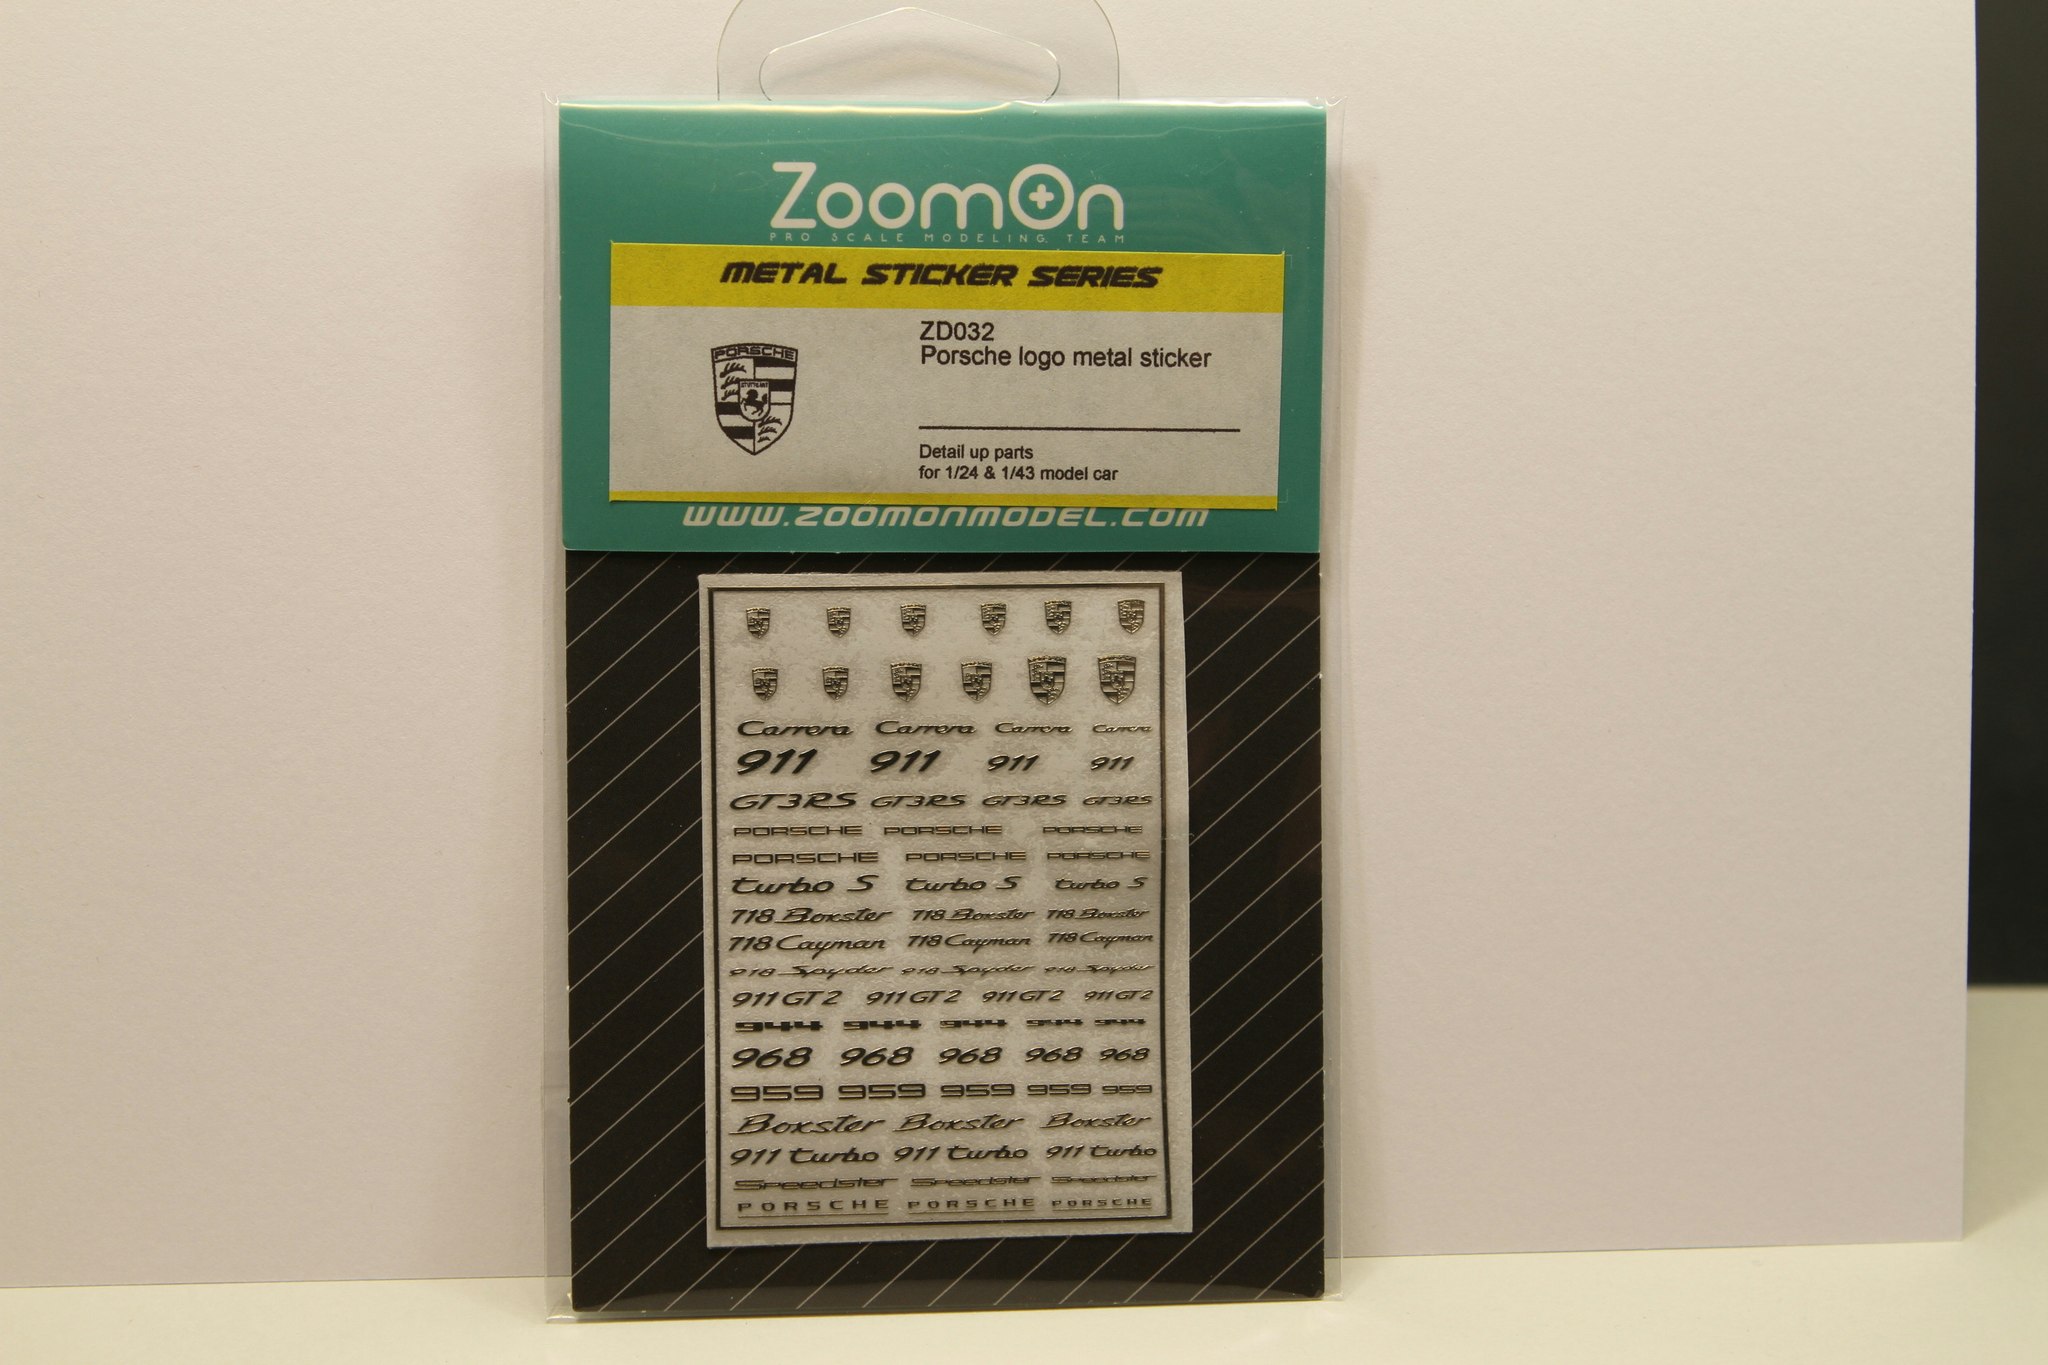 ZoomOn
PRO SCALE MODELING TEAM
METAL STICKER SERIES
PORSCHE
ZD032
Porsche logo metal sticker
Detail up parts
for 1/24 & 1/43 model car
WWW.ZOOMONMODEL.COM
Carrera Carrera Carrera Carrera
911 911 911 911
GT3RS GT3RS GT3RS GT3RS
PORSCHE PORSCHE PORSCHE
PORSCHE PORSCHE PORSCHE
turbo S turbo S turbo S
718 Boxster 718 Boxster 718 Boxster
718 Cayman 718 Cayman 718 Cayman
918 Spyder 918 Spyder 918 Spyder
911 GT2 911 GT2 911 GT2 911 GT2
944 944 944 944 944
968 968 968 968 968
959 959 959 959 959
Boxster Boxster Boxster
911 turbo 911 turbo 911 turbo
Speedster Speedster Speedster
PORSCHE PORSCHE PORSCHE